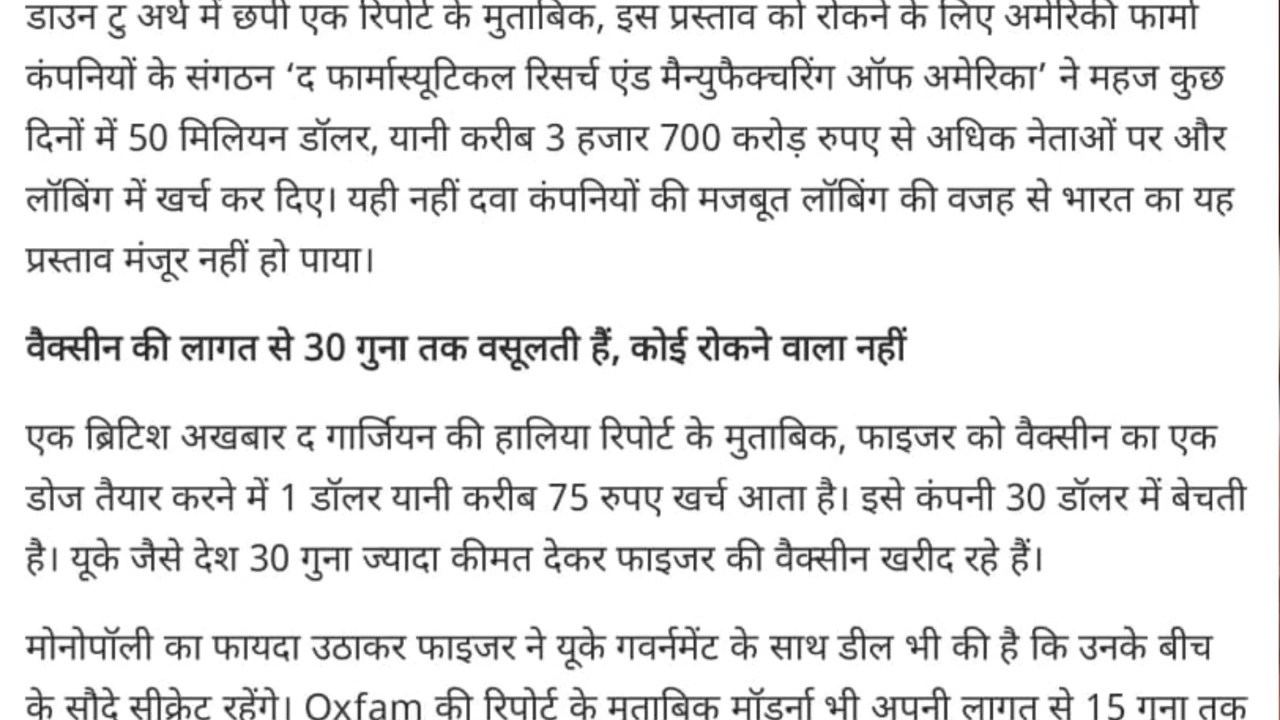 डाउन टु अर्थ में छपी एक रिपोर्ट के मुताबिक, इस प्रस्ताव को रोकने के लिए अमेरिकी फार्मा
कंपनियों के संगठन ‘द फार्मास्यूटिकल रिसर्च एंड मैन्युफैक्चरिंग ऑफ अमेरिका’ ने महज कुछ
दिनों में 50 मिलियन डॉलर, यानी करीब 3 हजार 700 करोड़ रुपए से अधिक नेताओं पर और
लॉबिंग में खर्च कर दिए। यही नहीं दवा कंपनियों की मजबूत लॉबिंग की वजह से भारत का यह
प्रस्ताव मंजूर नहीं हो पाया।
वैक्सीन की लागत से 30 गुना तक वसूलती हैं, कोई रोकने वाला नहीं
एक ब्रिटिश अखबार द गार्जियन की हालिया रिपोर्ट के मुताबिक, फाइजर को वैक्सीन का एक
डोज तैयार करने में 1 डॉलर यानी करीब 75 रुपए खर्च आता है। इसे कंपनी 30 डॉलर में बेचती
है। यूके जैसे देश 30 गुना ज्यादा कीमत देकर फाइजर की वैक्सीन खरीद रहे हैं।
मोनोपॉली का फायदा उठाकर फाइजर ने यूके गवर्नमेंट के साथ डील भी की है कि उनके बीच
के सौदे सीक्रेट रहेंगे। Oxfam की रिपोर्ट के मुताबिक मॉडर्ना भी अपनी लागत से 15 गुना तक